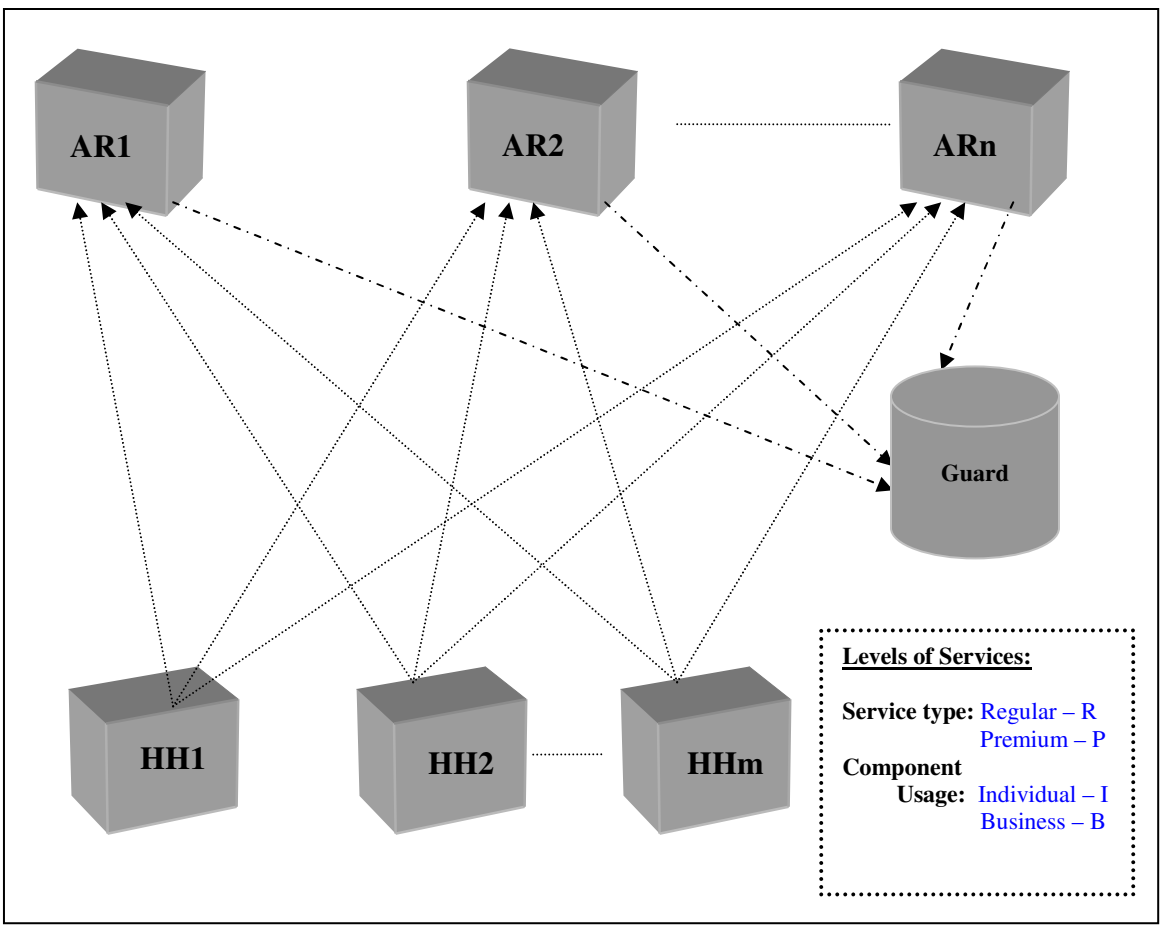 AR1
AR2
ARn
Guard
HH1
HH2
HHm
Levels of Services:
Service type: Regular – R
Premium – P
Component
Usage: Individual – I
Business – B